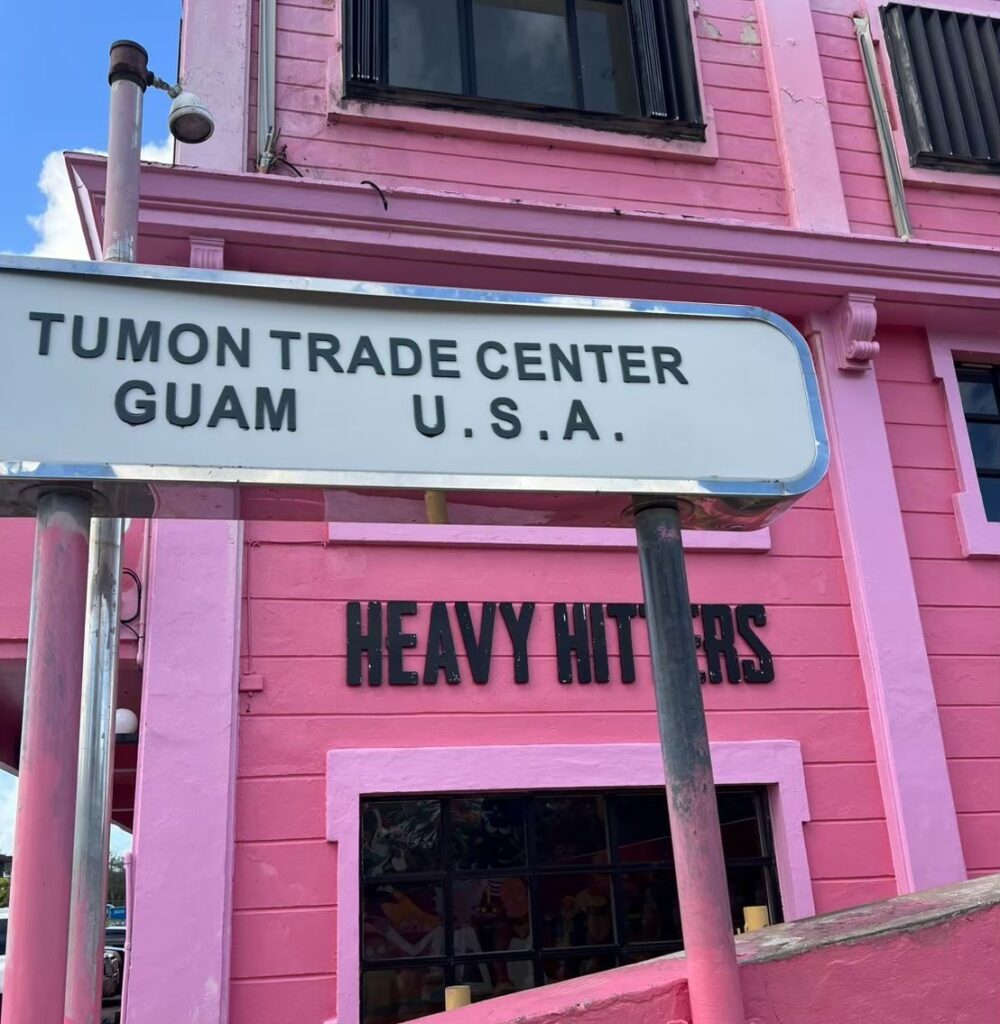 TUMON TRADE CENTER
GUAM U.S.A.
HEAVY HITTERS